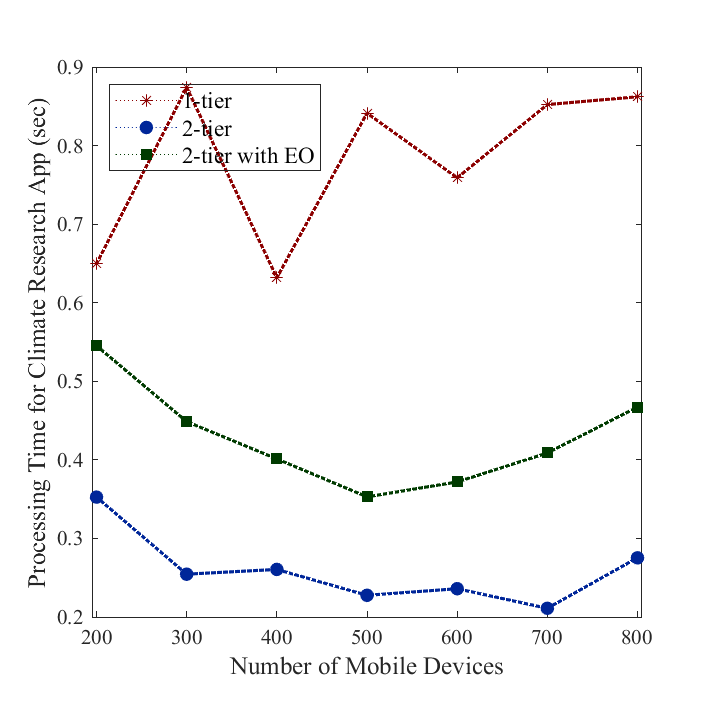 0.9
0.8
0.7
0.6
0.5
0.4
0.3
0.2
Processing Time for Climate Research App (sec)
1-tier
2-tier
2-tier with EO
200 300 400 500 600 700 800
Number of Mobile Devices